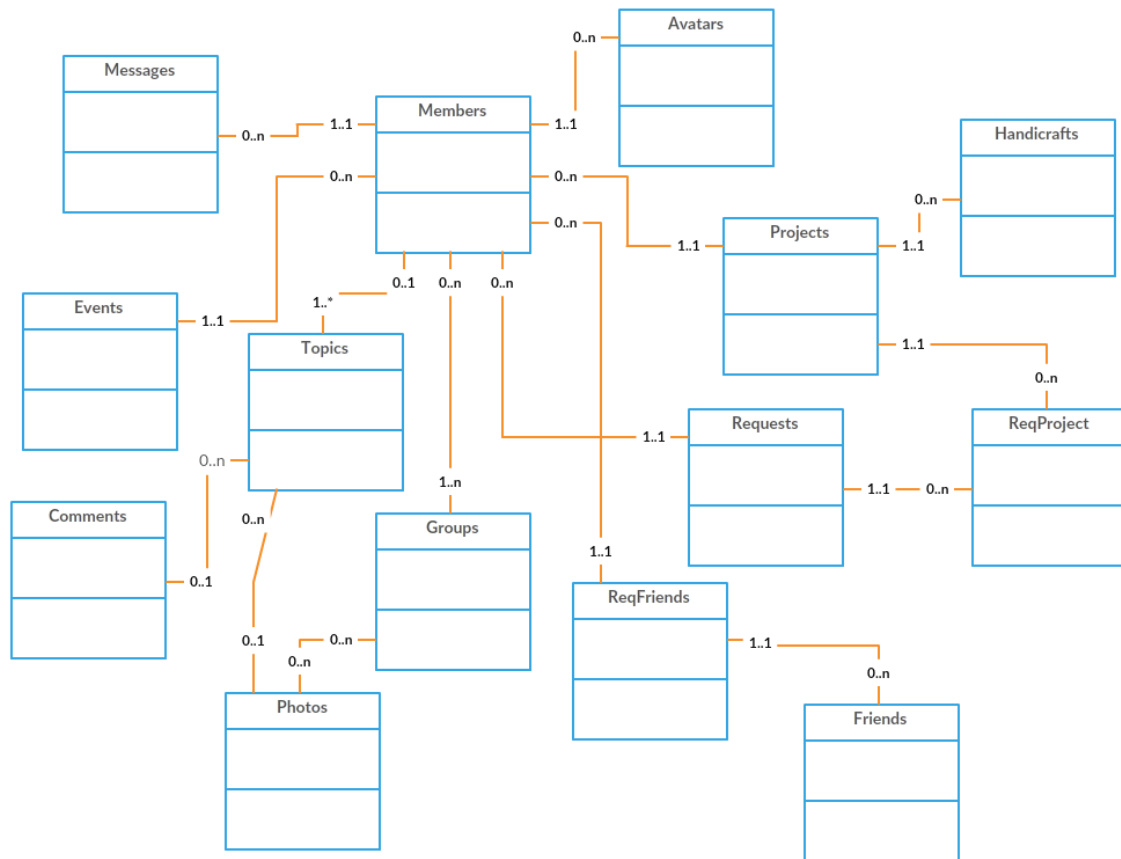 Avatars
0..n
Messages
Members
1..1
1..1
0..n
Handicrafts
0..n
0..n
0..n
0..n
Projects
1..1
1..1
0..1
0..n
0..n
1..*
Events
1..1
Topics
1..1
0..n
Requests
ReqProject
1..1
0..n
1..n
1..1
0..n
Comments
0..n
Groups
0..1
1..1
ReqFriends
0..1
0..n
1..1
0..n
0..n
Photos
Friends